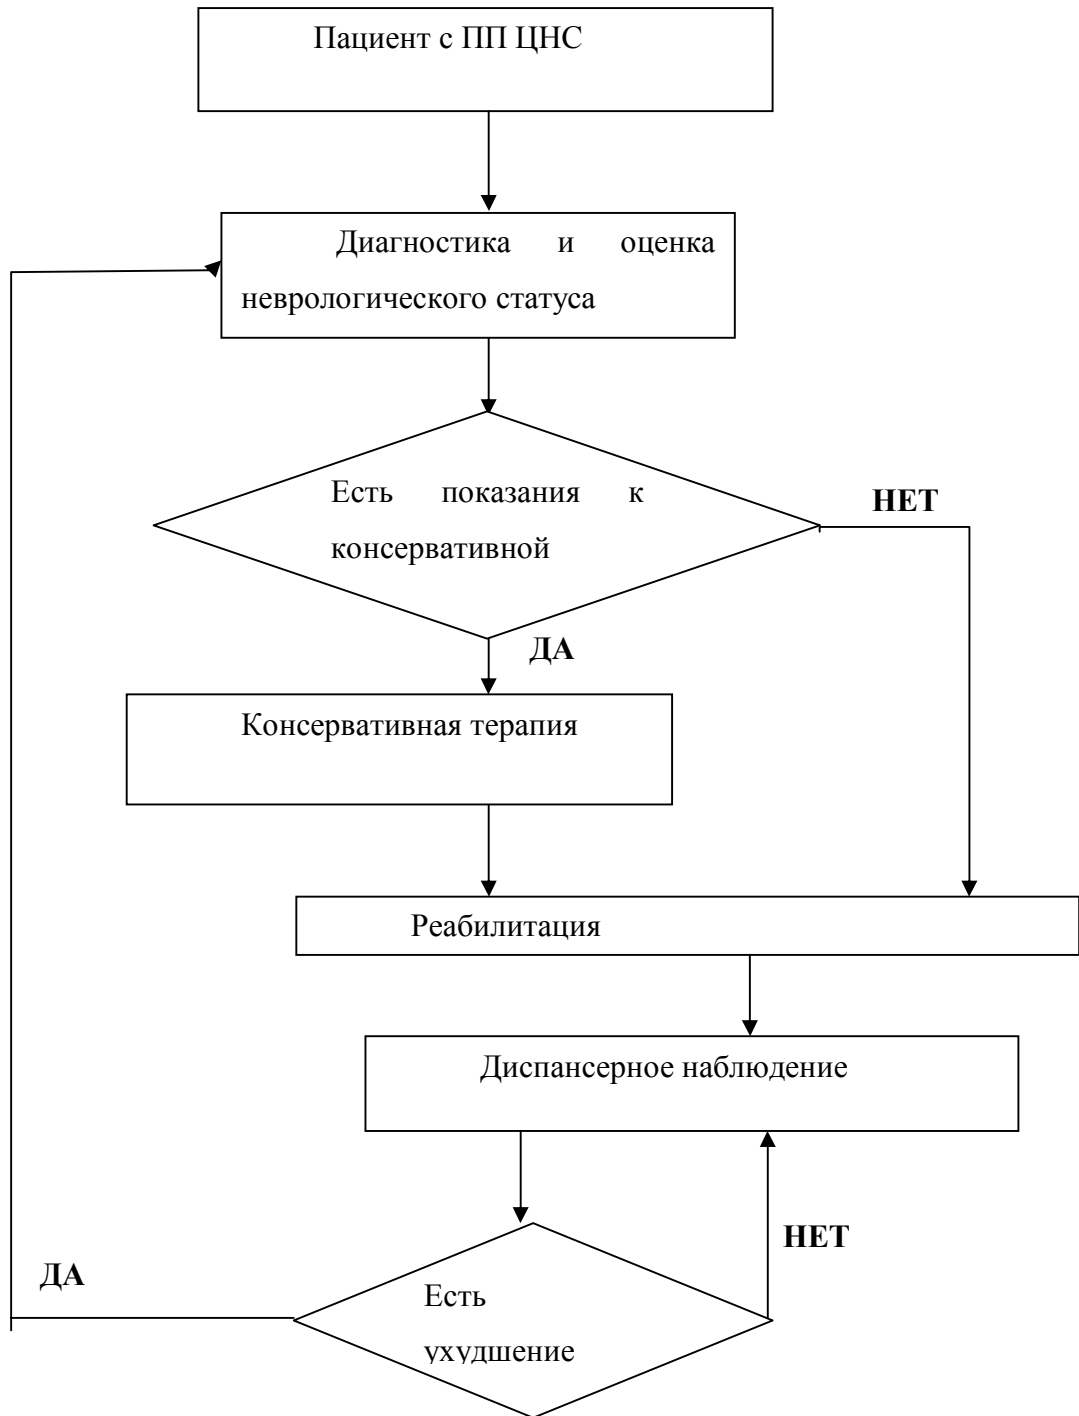 Пациент с ПП ЦНС
Диагностика и оценка
неврологического статуса
Есть показания к
консервативной
НЕТ
ДА
Консервативная терапия
Реабилитация
Диспансерное наблюдение
НЕТ
ДА
Есть
ухудшение